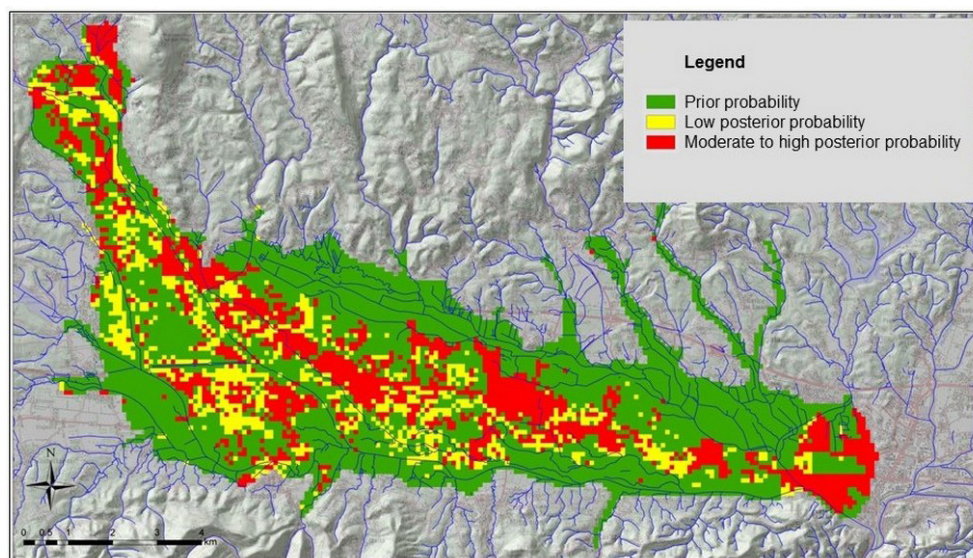 Legend
Prior probability
Low posterior probability
Moderate to high posterior probability
N
0 0.5 1 2 3 4
km